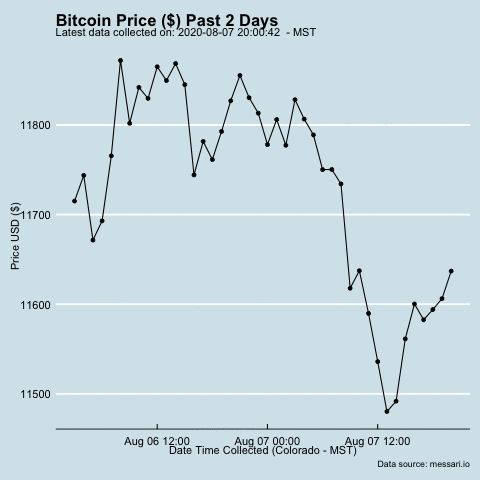 Bitcoin Price ($) Past 2 Days
Latest data collected on: 2020-08-07 20:00:42 - MST
11800
11700
11600
11500
Price USD ($)
Aug 06 12:00 Aug 07 00:00 Aug 07 12:00
Date Time Collected (Colorado - MST)
Data source: messari.io